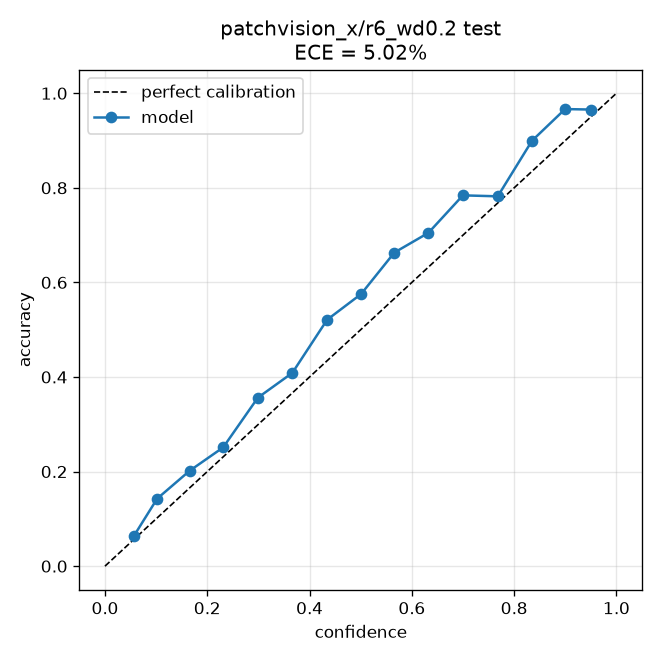 patchvision_x/r6_wd0.2 test
ECE = 5.02%
perfect calibration
model
1.0
0.8
0.6
0.4
0.2
0.0
accuracy
0.0 0.2 0.4 0.6 0.8 1.0
confidence